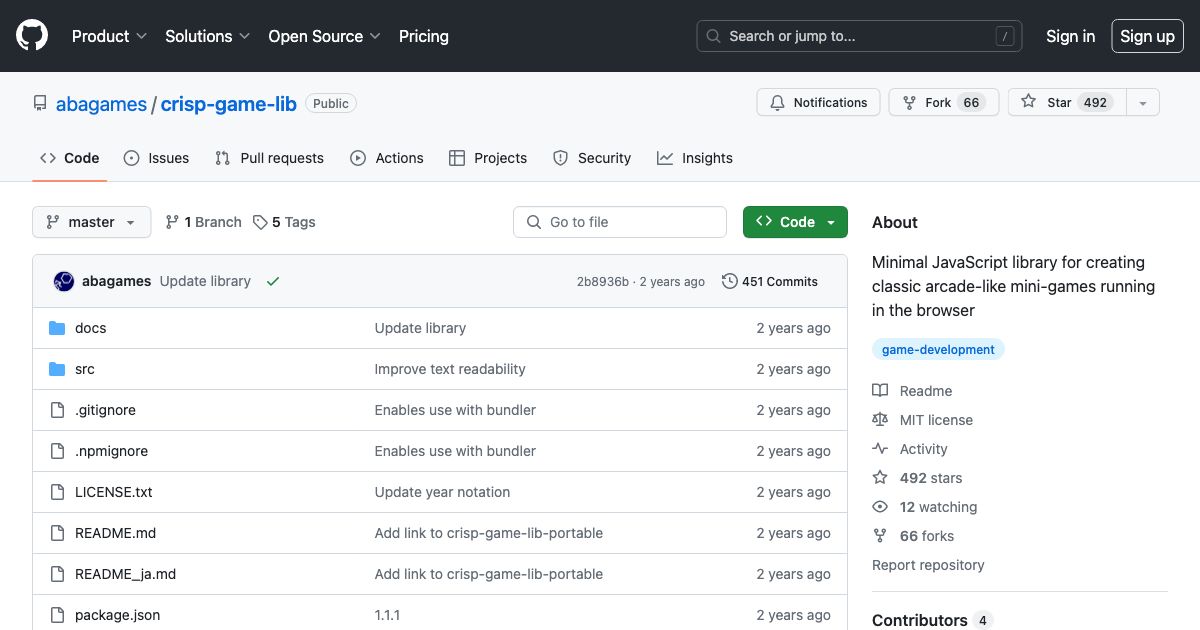 Product Solutions Open Source Pricing Search or jump to... / Sign in Sign up
abagames / crisp-game-lib Public Notifications Fork 66 Star 492
Code Issues Pull requests Actions Projects Security Insights
master 1 Branch 5 Tags Go to file Code
abagames Update library 2b8936b · 2 years ago 451 Commits
docs Update library 2 years ago
src Improve text readability 2 years ago
.gitignore Enables use with bundler 2 years ago
.npmignore Enables use with bundler 2 years ago
LICENSE.txt Update year notation 2 years ago
README.md Add link to crisp-game-lib-portable 2 years ago
README_ja.md Add link to crisp-game-lib-portable 2 years ago
package.json 1.1.1 2 years ago
About
Minimal JavaScript library for creating
classic arcade-like mini-games running
in the browser
game-development
Readme
MIT license
Activity
492 stars
12 watching
66 forks
Report repository
Contributors 4